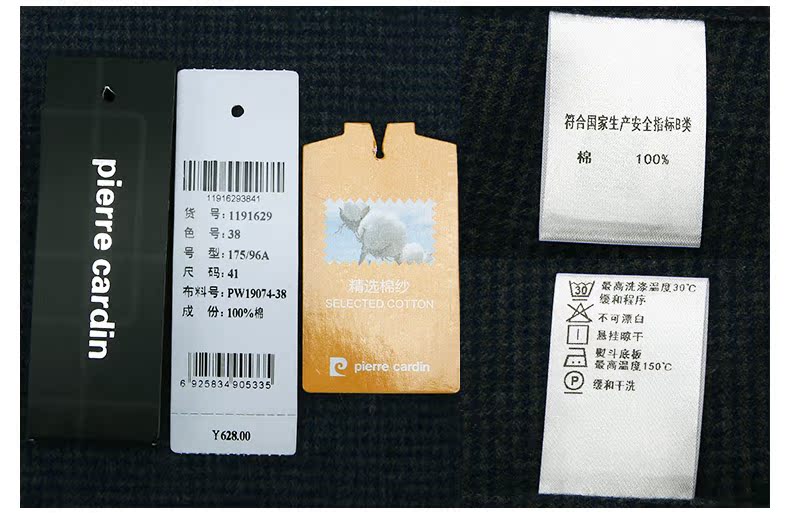 pierre cardin
11916293841
货 号: 1191629
色 号: 38
号 型: 175/96A
尺 码: 41
布料号: PW19074-38
成 份: 100%棉
6 925834 905335
¥628.00
精选棉纱
SELECTED COTTON
pierre cardin
符合国家生产安全指标B类
棉 100%
30
最高洗涤温度30℃
缓和程序
不可漂白
悬挂晾干
熨斗底板
最高温度150℃
P
缓和干洗